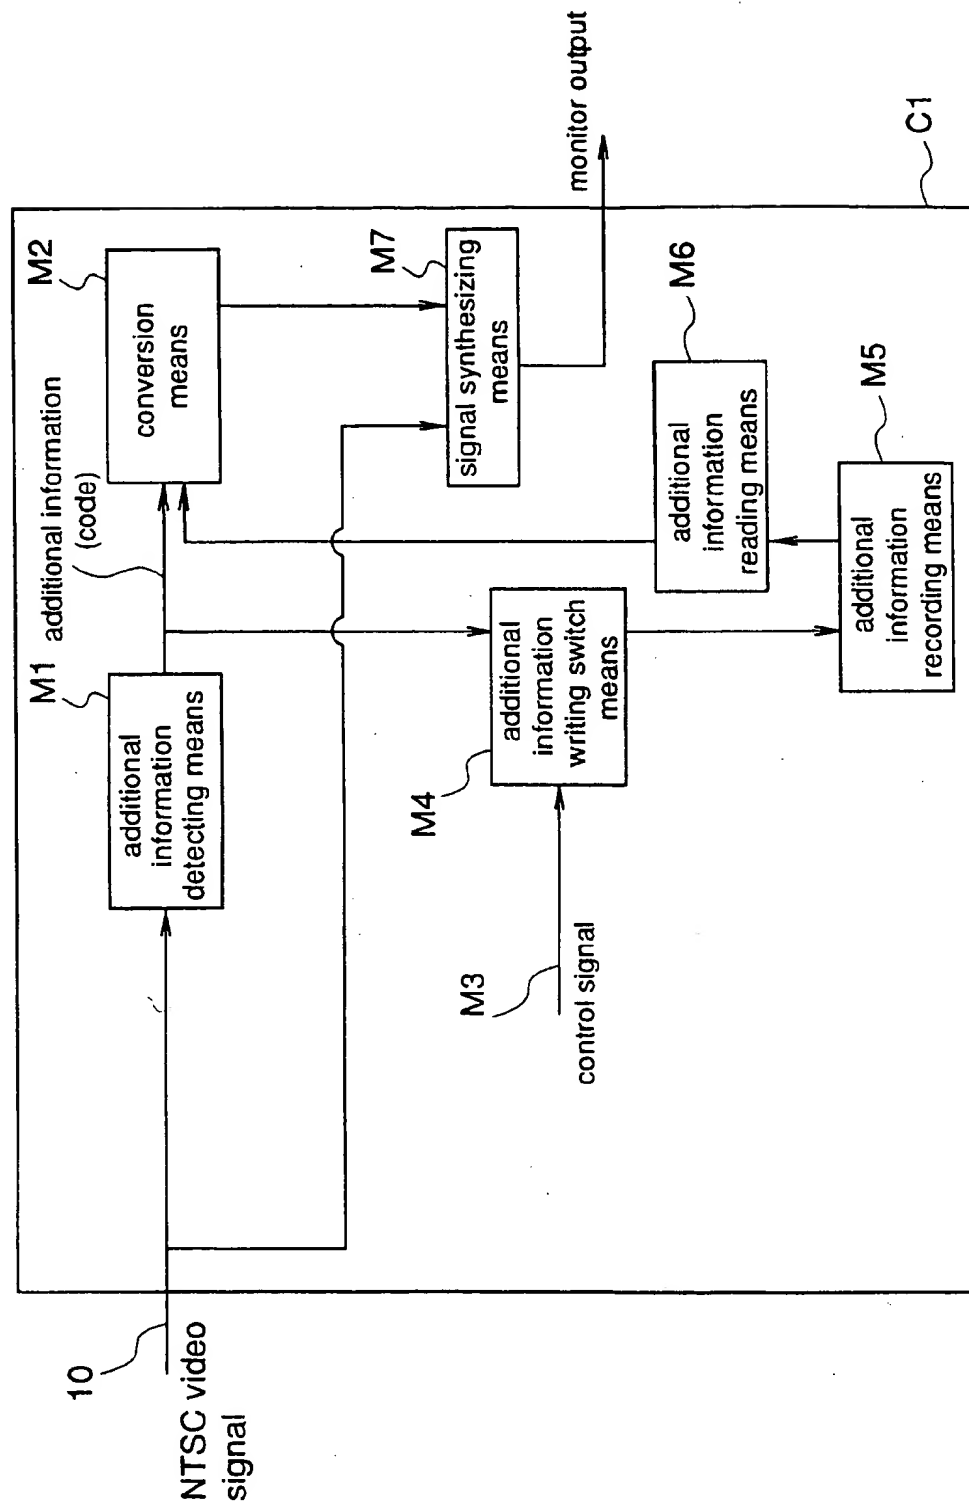 10
NTSC video
signal
M1
additional
information
detecting means
additional information
(code)
M2
conversion
means
M3
control signal
M4
additional
information
writing switch
means
M7
signal synthesizing
means
monitor output
M6
additional
information
reading means
M5
additional
information
recording means
C1